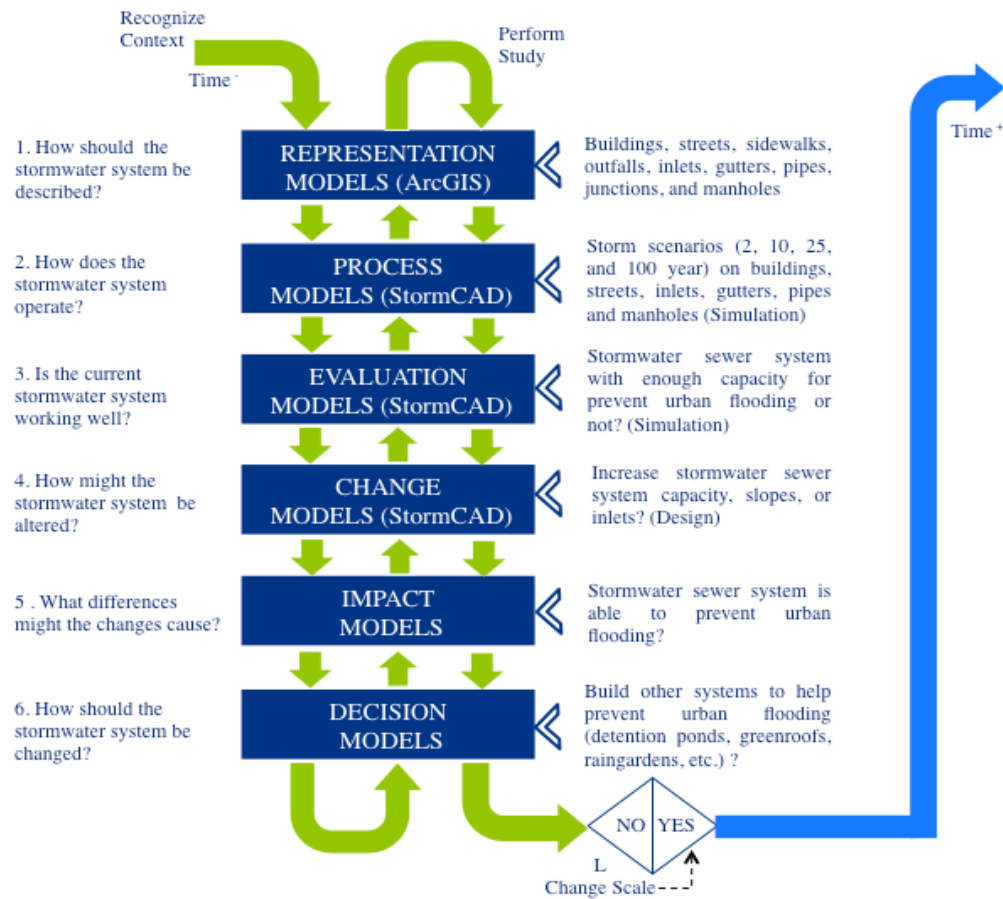 Recognize
Context
Time -
Perform
Study
Time +
1. How should the
stormwater system be
described?
REPRESENTATION
MODELS (ArcGIS)
Buildings, streets, sidewalks,
outfalls, inlets, gutters, pipes,
junctions, and manholes
2. How does the
stormwater system
operate?
PROCESS
MODELS (StormCAD)
Storm scenarios (2, 10, 25,
and 100 year) on buildings,
streets, inlets, gutters, pipes
and manholes (Simulation)
3. Is the current
stormwater system
working well?
EVALUATION
MODELS (StormCAD)
Stormwater sewer system
with enough capacity for
prevent urban flooding or
not? (Simulation)
4. How might the
stormwater system be
altered?
CHANGE
MODELS (StormCAD)
Increase stormwater sewer
system capacity, slopes, or
inlets? (Design)
5 . What differences
might the changes cause?
IMPACT
MODELS
Stormwater sewer system is
able to prevent urban
flooding?
6. How should the
stormwater system be
changed?
DECISION
MODELS
Build other systems to help
prevent urban flooding
(detention ponds, greenroofs,
raingardens, etc.) ?
NO YES
L
Change Scale